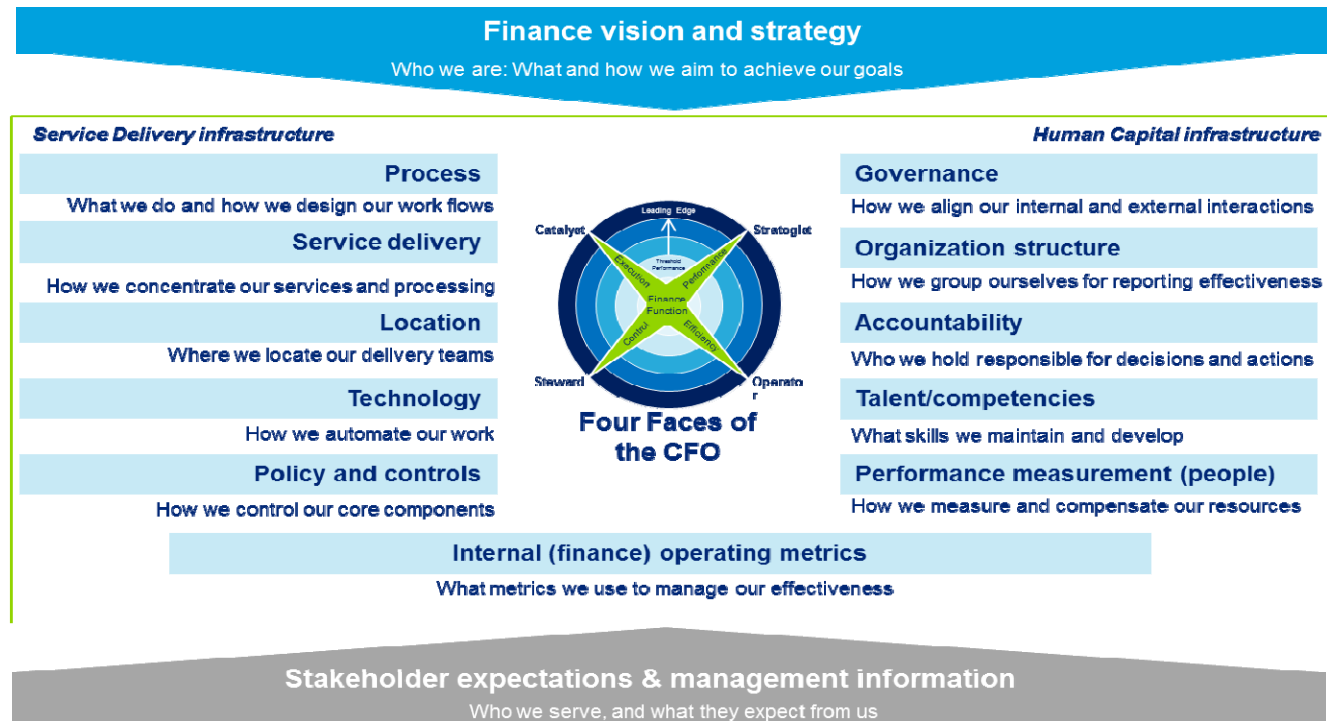 Finance vision and strategy
Who we are: What and how we aim to achieve our goals
Service Delivery infrastructure
Process
What we do and how we design our work flows
Service delivery
How we concentrate our services and processing
Location
Where we locate our delivery teams
Technology
How we automate our work
Policy and controls
How we control our core components
Leading Edge
Catalyst
Strategist
Threshold
Performance
Execution
Performance
Finance
Function
Control
Efficiency
Steward
Operato
r
Four Faces of
the CFO
Human Capital infrastructure
Governance
How we align our internal and external interactions
Organization structure
How we group ourselves for reporting effectiveness
Accountability
Who we hold responsible for decisions and actions
Talent/competencies
What skills we maintain and develop
Performance measurement (people)
How we measure and compensate our resources
Internal (finance) operating metrics
What metrics we use to manage our effectiveness
Stakeholder expectations & management information
Who we serve, and what they expect from us